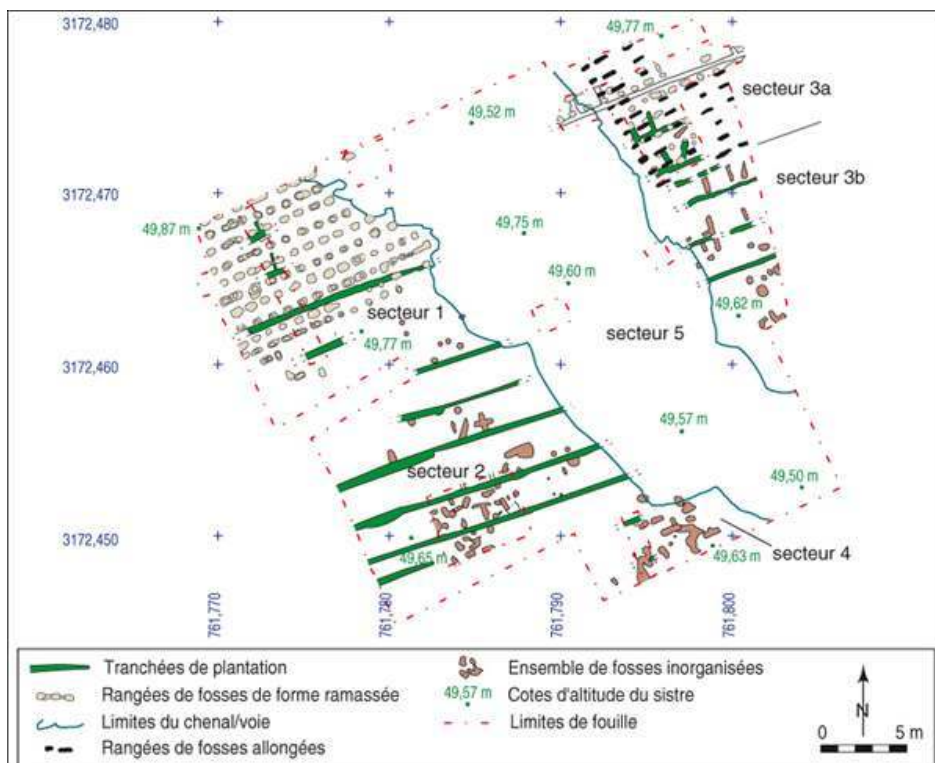 3172,480
49,77 m
secteur 3a
49,52 m
secteur 3b
3172,470
49,87 m
49,75 m
49,60 m
49,62 m
secteur 1
secteur 5
49,77 m
3172,460
49,57 m
secteur 2
49,50 m
3172,450
49,65 m
49,63 m
secteur 4
761,770
761,780
761,790
761,800
Tranchées de plantation
Ensemble de fosses inorganisées
Rangées de fosses de forme ramassée
49,57 m
Cotes d'altitude du sistre
Limites du chenal/voie
Limites de fouille
Rangées de fosses allongées
N
0 5 m